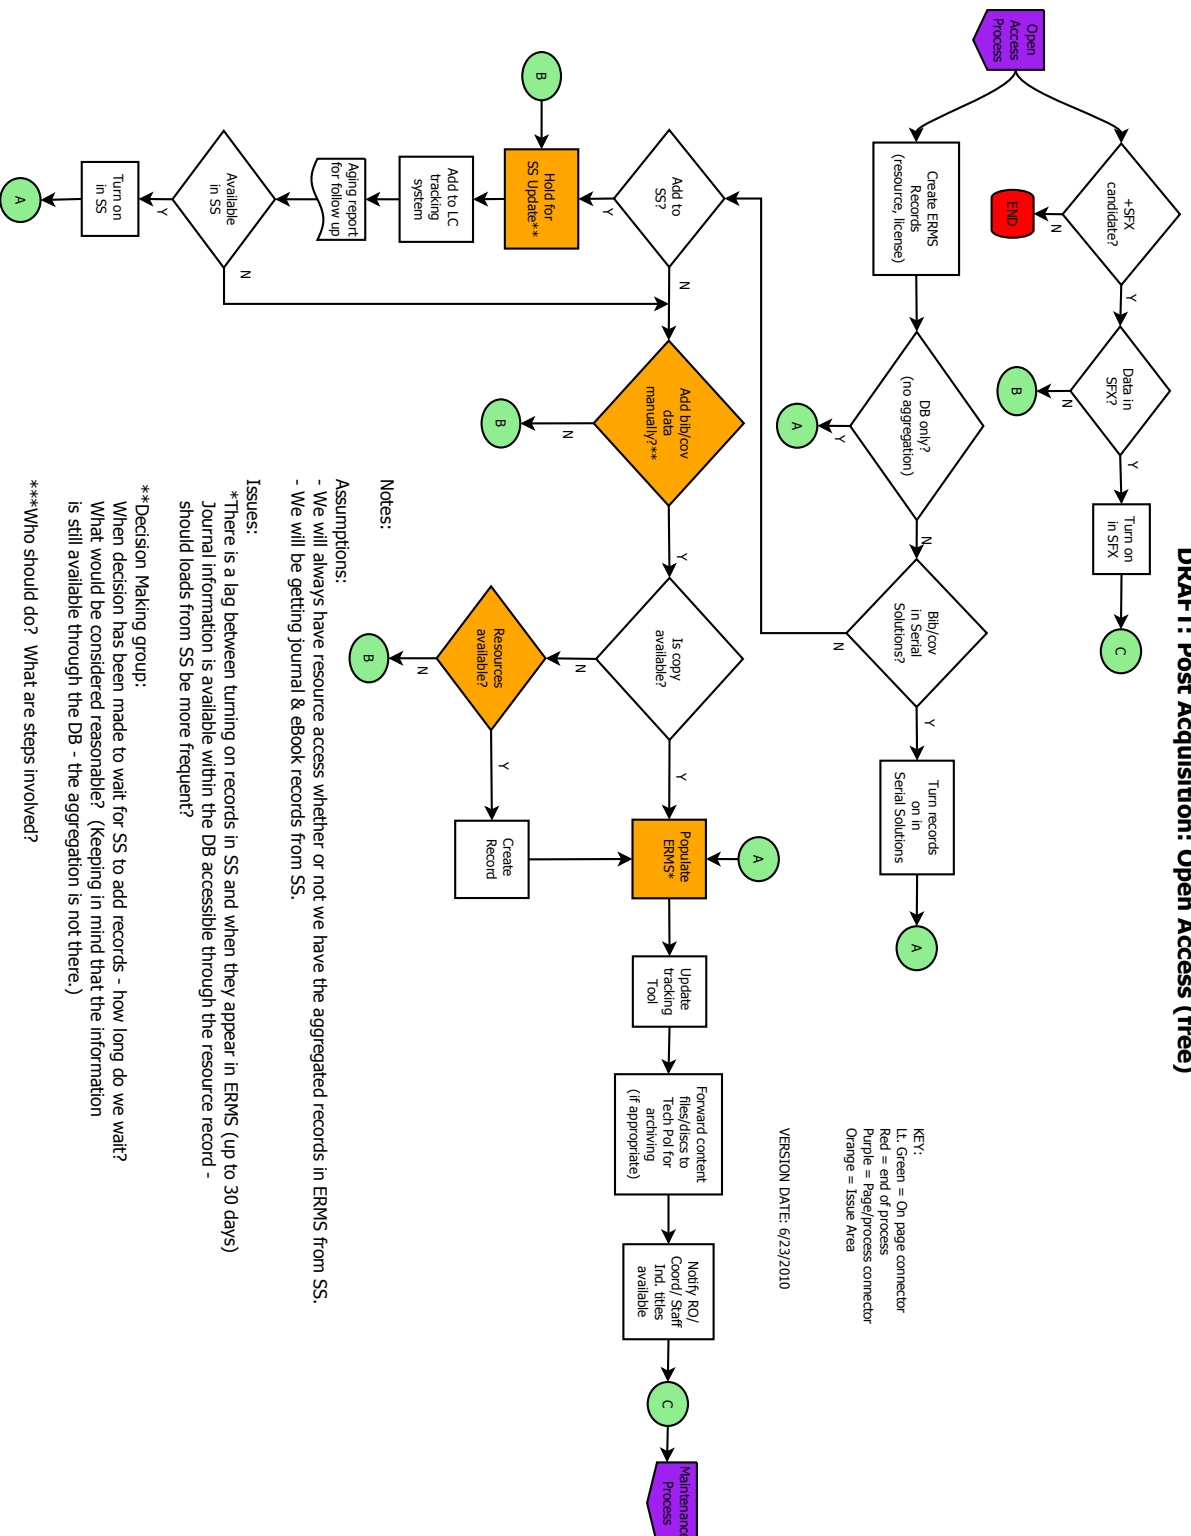 DRAFT: Post Acquisition: Open Access (free)
Open
Access
Process
+SFX
candidate?
N
END
Y
Data in
SFX?
N
B
Y
Turn on
in SFX
C
Create ERMS
Records
(resource, license)
DB only?
(no aggregation)
Y
A
N
Bib/cov
in Serial
Solutions?
N
Y
Turn records
on in
Serial Solutions
A
KEY:
Lt. Green = On page connector
Red = end of process
Purple = Page/process connector
Orange = Issue Area
VERSION DATE: 6/23/2010
Add to
SS?
Y
N
B
Hold for
SS Update**
Add to LC
tracking
system
Aging report
for follow up
Available
in SS
N
Y
Turn on
in SS
A
Add bib/cov
data
manually?**
N
B
Y
Is copy
available?
N
Y
Resources
available?
N
B
Y
Create
Record
A
Populate
ERMS*
Update
tracking
Tool
Forward content
files/discs to
Tech Pol for
archiving
(if appropriate)
Notify RO/
Coord/ Staff
Ind. titles
available
C
Maintenance
Process
Notes:
Assumptions:
- We will always have resource access whether or not we have the aggregated records in ERMS from SS.
- We will be getting journal & eBook records from SS.
Issues:
*There is a lag between turning on records in SS and when they appear in ERMS (up to 30 days)
Journal information is available within the DB accessible through the resource record -
should loads from SS be more frequent?
**Decision Making group:
When decision has been made to wait for SS to add records - how long do we wait?
What would be considered reasonable? (Keeping in mind that the information
is still available through the DB - the aggregation is not there.)
***Who should do? What are steps involved?